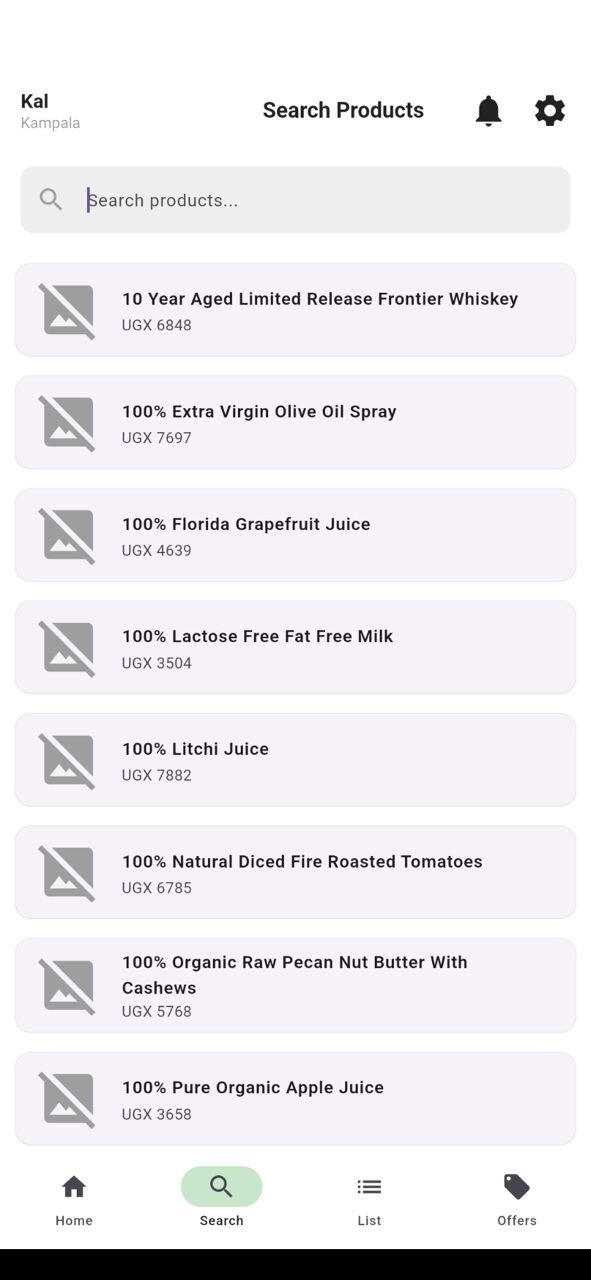 Kal
Kampala
Search Products
Search products...
10 Year Aged Limited Release Frontier Whiskey
UGX 6848
100% Extra Virgin Olive Oil Spray
UGX 7697
100% Florida Grapefruit Juice
UGX 4639
100% Lactose Free Fat Free Milk
UGX 3504
100% Litchi Juice
UGX 7882
100% Natural Diced Fire Roasted Tomatoes
UGX 6785
100% Organic Raw Pecan Nut Butter With
Cashews
UGX 5768
100% Pure Organic Apple Juice
UGX 3658
Home
Search
List
Offers